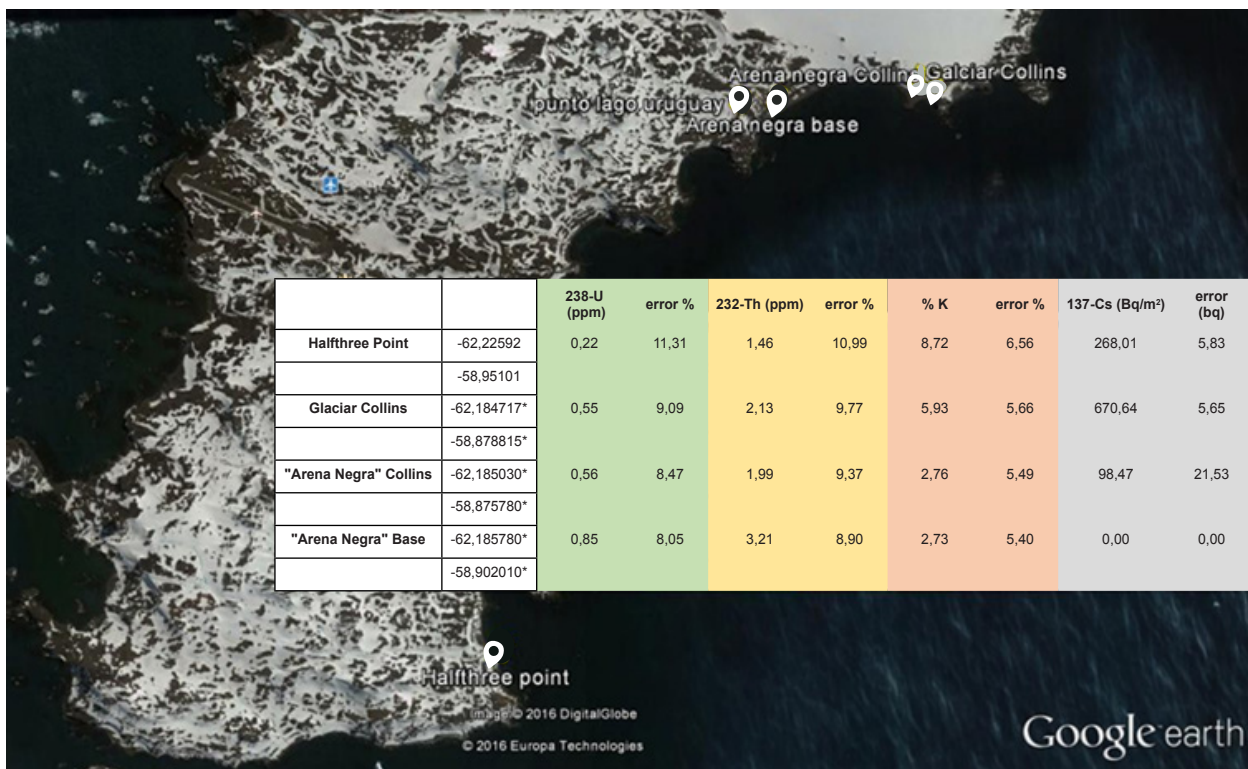 Arena negra Collins
Galciar Collins
punto lago uruguay
Arena negra base
238-U (ppm) error % 232-Th (ppm) error % % K error % 137-Cs (Bq/m²) error (bq)
Halfthree Point -62,22592 0,22 11,31 1,46 10,99 8,72 6,56 268,01 5,83
-58,95101
Glaciar Collins -62,184717* 0,55 9,09 2,13 9,77 5,93 5,66 670,64 5,65
-58,878815*
"Arena Negra" Collins -62,185030* 0,56 8,47 1,99 9,37 2,76 5,49 98,47 21,53
-58,875780*
"Arena Negra" Base -62,185780* 0,85 8,05 3,21 8,90 2,73 5,40 0,00 0,00
-58,902010*
Halfthree point
Image © 2016 DigitalGlobe
© 2016 Europa Technologies
Google earth